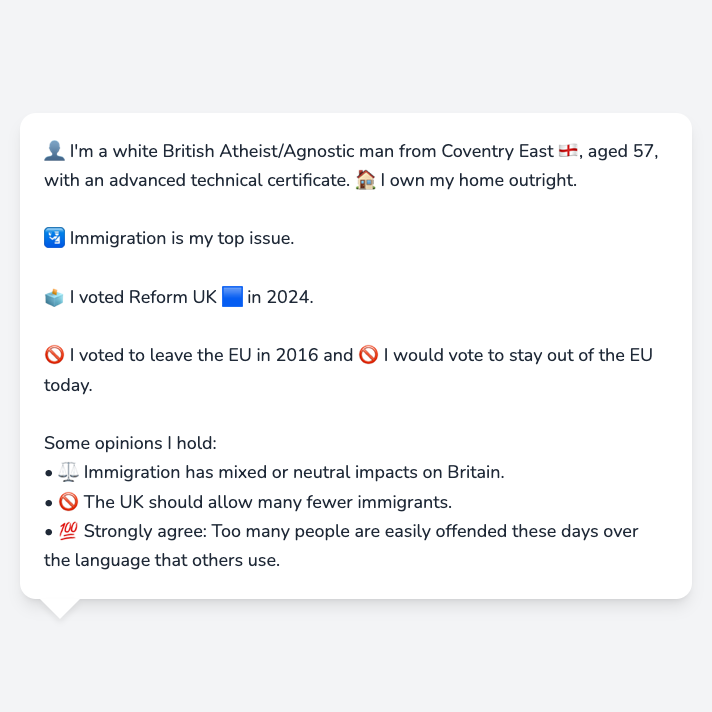 👤 I'm a white British Atheist/Agnostic man from Coventry East 🏴󠁧󠁢󠁥󠁮󠁧󠁿, aged 57,
with an advanced technical certificate. 🏠 I own my home outright.
🛂 Immigration is my top issue.
🗳️ I voted Reform UK 🟦 in 2024.
🚫 I voted to leave the EU in 2016 and 🚫 I would vote to stay out of the EU
today.
Some opinions I hold:
• ⚖️ Immigration has mixed or neutral impacts on Britain.
• 🚫 The UK should allow many fewer immigrants.
• 💯 Strongly agree: Too many people are easily offended these days over
the language that others use.